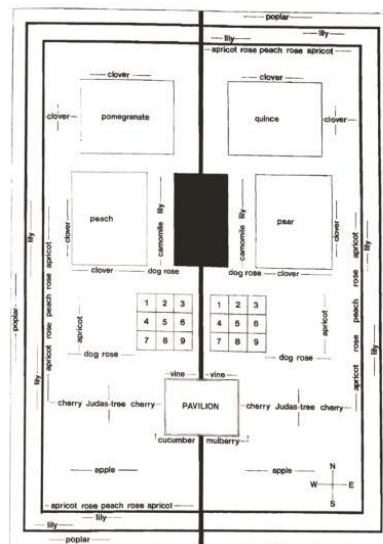 poplar
lily
lily
apricot rose peach rose apricot
clover
clover
clover
pomegranate
quince
clover
lily
lily
clover
peach
camomile lily
lily
pear
clover
apricot rose peach rose apricot
apricot rose peach rose apricot
clover
dog rose
dog rose
clover
poplar
lily
lily
apricot
1 2 3
4 5 6
7 8 9
1 2 3
4 5 6
7 8 9
apricot
dog rose
dog rose
vine
vine
cherry Judas-tree cherry
PAVILION
cherry Judas-tree cherry
cucumber
mulberry
apple
apple
N
W E
S
apricot rose peach rose apricot
lily
lily
poplar